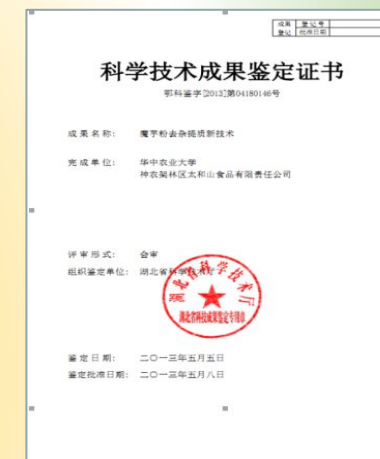 成果 登记号
登记 批准日期
科学技术成果鉴定证书
鄂科鉴字[2013]第04180146号
成果名称： 魔芋粉去杂提质新技术
完成单位： 华中农业大学
神农架林区太和山食品有限责任公司
评审形式： 会审
组织鉴定单位： 湖北省科学技术厅
湖北省科学技术厅
湖北省科技成果鉴定专用章
鉴定日期： 二〇一三年五月五日
鉴定批准日期： 二〇一三年五月八日